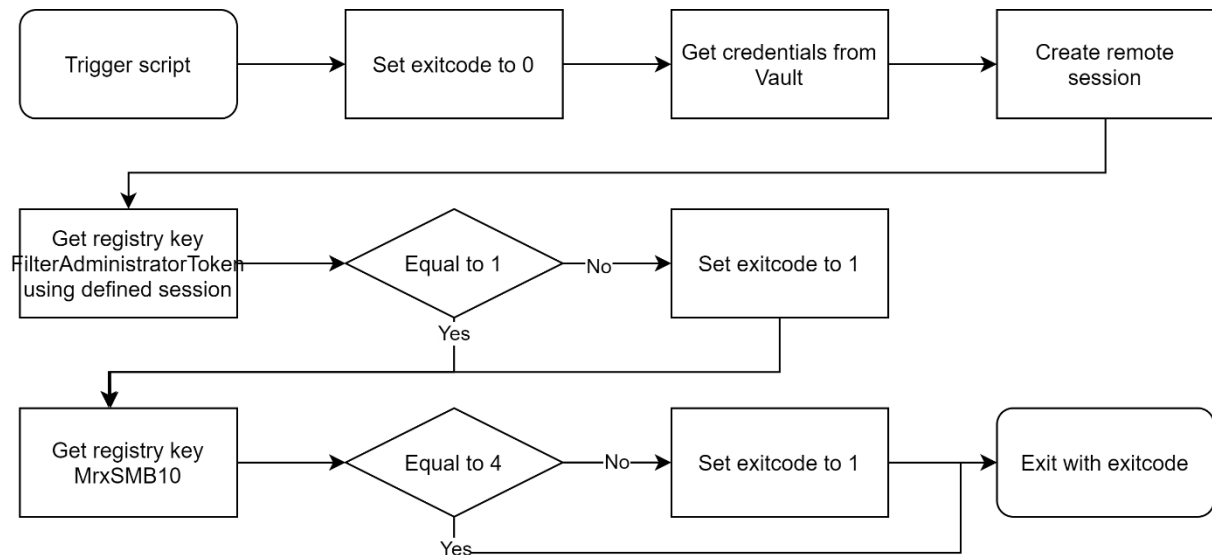 Trigger script
Set exitcode to 0
Get credentials from
Vault
Create remote
session
Get registry key
FilterAdministratorToken
using defined session
Equal to 1
No
Set exitcode to 1
Yes
Get registry key
MrxSMB10
Equal to 4
No
Set exitcode to 1
Exit with exitcode
Yes